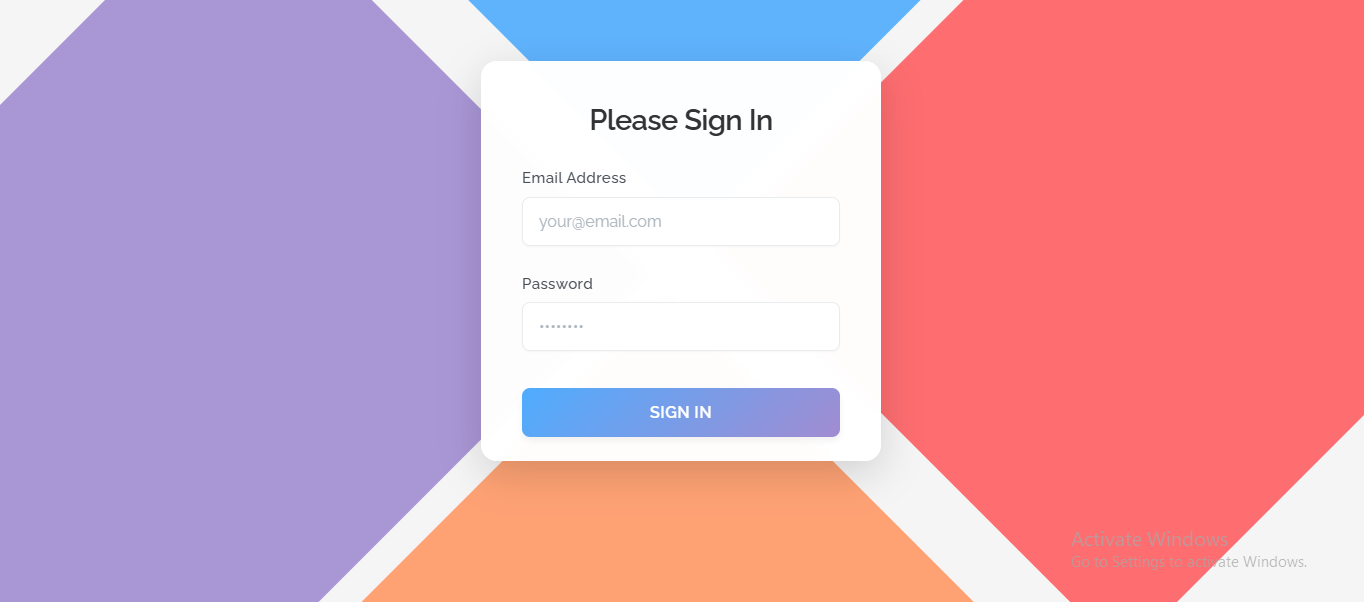 Please Sign In
Email Address
your@email.com
Password
••••••••
SIGN IN
Activate Windows
Go to Settings to activate Windows.